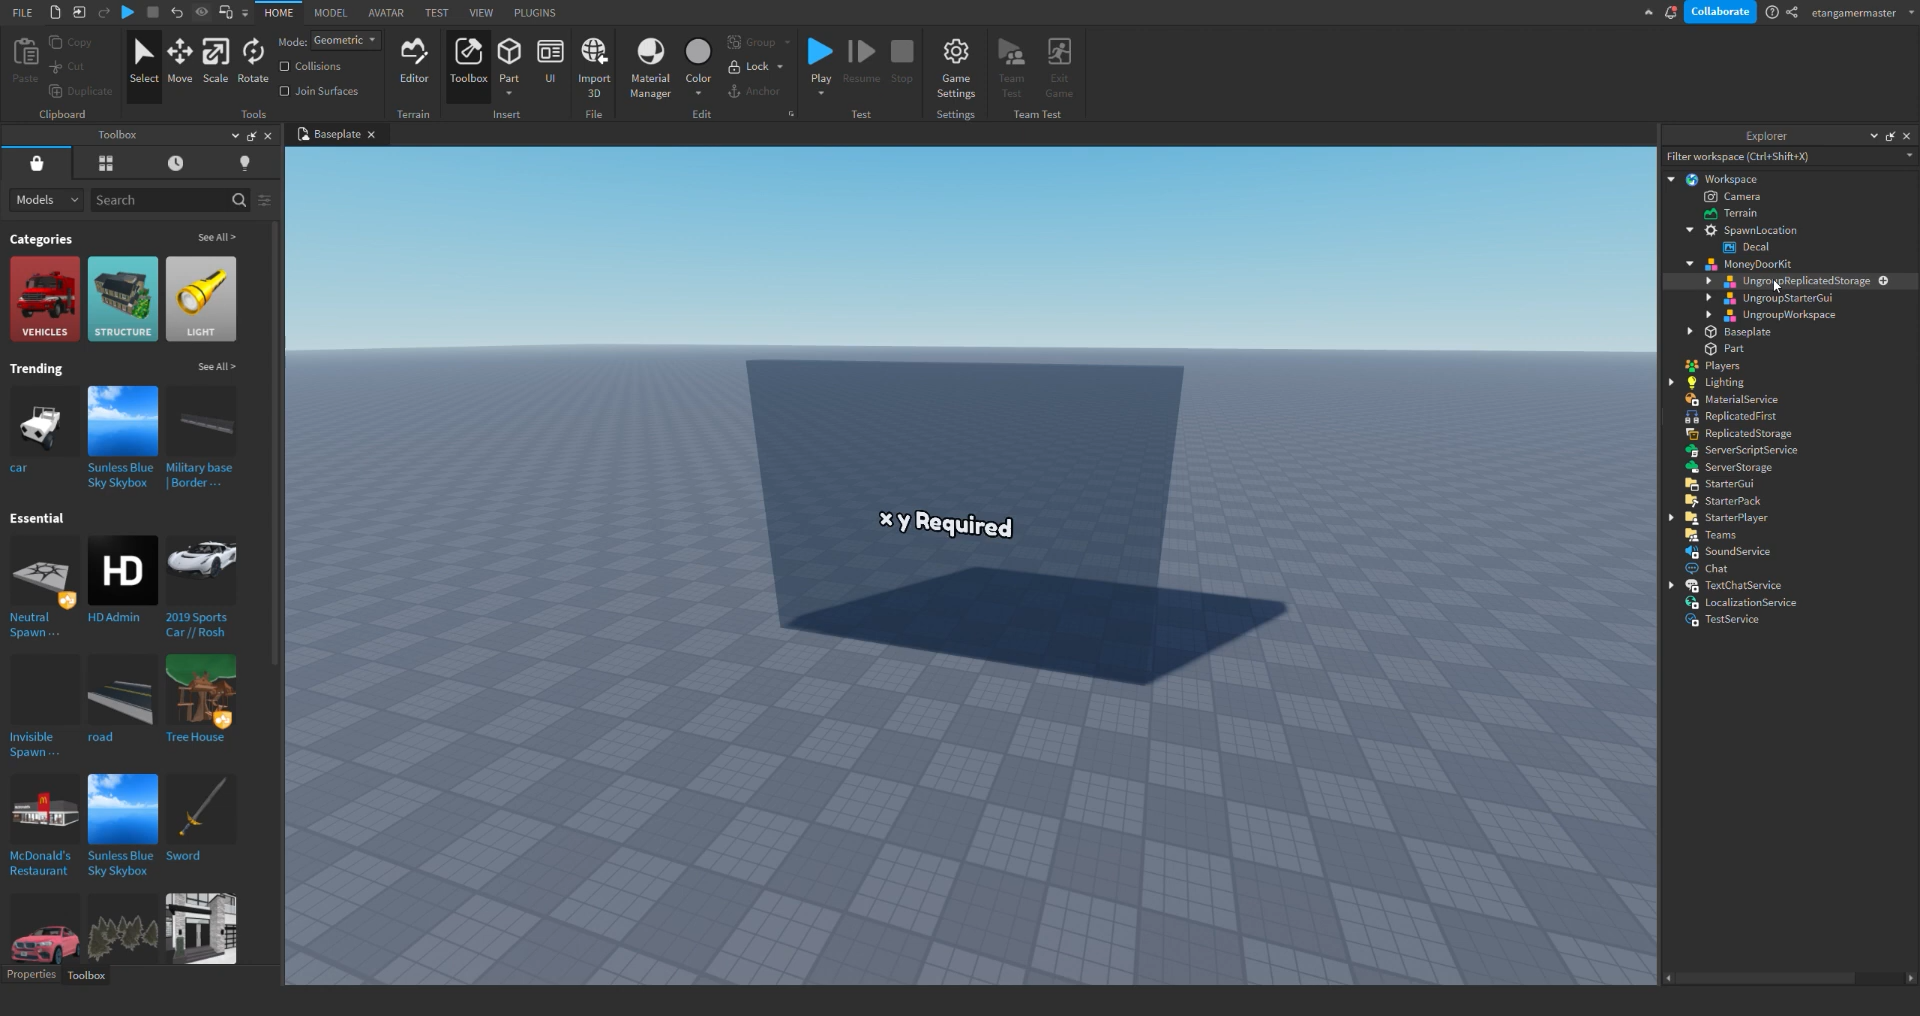 FILE
HOME
MODEL
AVATAR
TEST
VIEW
PLUGINS
Collaborate
etangamermaster
Paste
Copy
Cut
Duplicate
Clipboard
Select
Move
Scale
Rotate
Mode: Geometric
Collisions
Join Surfaces
Tools
Editor
Terrain
Toolbox
Part
UI
Insert
Import
3D
File
Material
Manager
Color
Group
Lock
Anchor
Edit
Play
Resume
Stop
Test
Game
Settings
Settings
Team
Test
Exit
Game
Team Test
Toolbox
Models
Search
Categories
See All >
VEHICLES
STRUCTURE
LIGHT
Trending
See All >
car
Sunless Blue
Sky Skybox
Military base
| Border ...
Essential
Neutral
Spawn ...
HD
HD Admin
2019 Sports
Car // Rosh
Invisible
Spawn ...
road
Tree House
McDonald's
Restaurant
Sunless Blue
Sky Skybox
Sword
Properties
Toolbox
Baseplate
x y Required
Explorer
Filter workspace (Ctrl+Shift+X)
Workspace
Camera
Terrain
SpawnLocation
Decal
MoneyDoorKit
UngroupReplicatedStorage
UngroupStarterGui
UngroupWorkspace
Baseplate
Part
Players
Lighting
MaterialService
ReplicatedFirst
ReplicatedStorage
ServerScriptService
ServerStorage
StarterGui
StarterPack
StarterPlayer
Teams
SoundService
Chat
TextChatService
LocalizationService
TestService